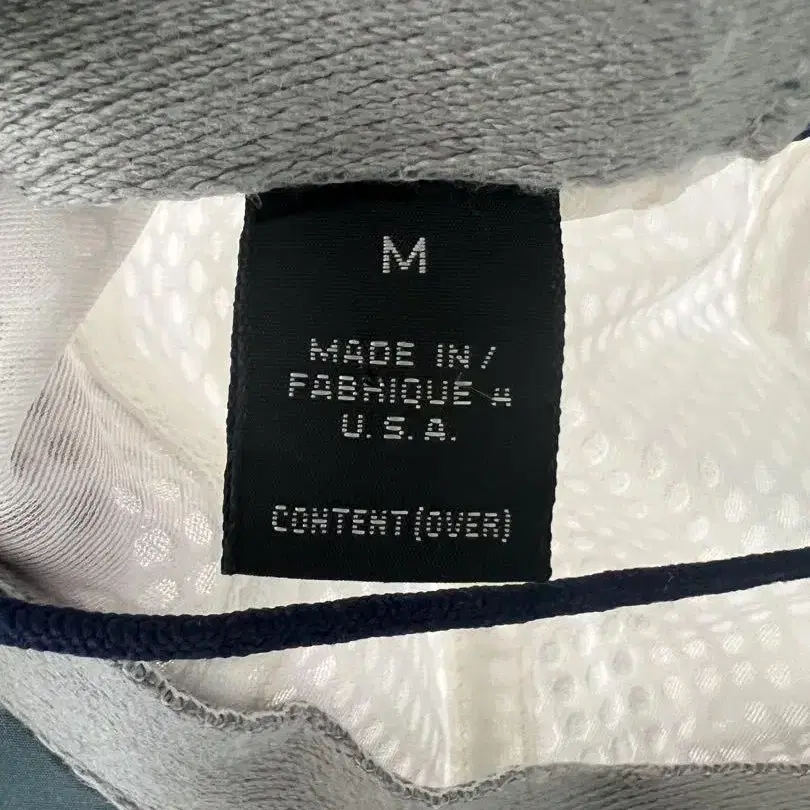 M
MADE IN/
FABRIQUE A
U.S.A.
CONTENT(OVER)